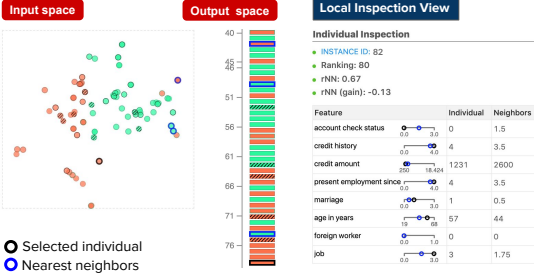 Input space
Output space
Local Inspection View
40
45
46
51
56
61
66
71
76
Selected individual
Nearest neighbors
Individual Inspection
INSTANCE ID: 82
Ranking: 80
rNN: 0.67
rNN (gain): -0.13
Feature Individual Neighbors
account check status 0.0 3.0 0 1.5
credit history 0.0 4.0 4 3.5
credit amount 250 18.424 1231 2600
present employment since 0.0 4.0 4 3.5
marriage 0.0 3.0 1 0.5
age in years 19 68 57 44
foreign worker 0.0 1.0 0 0
job 0.0 3.0 3 1.75